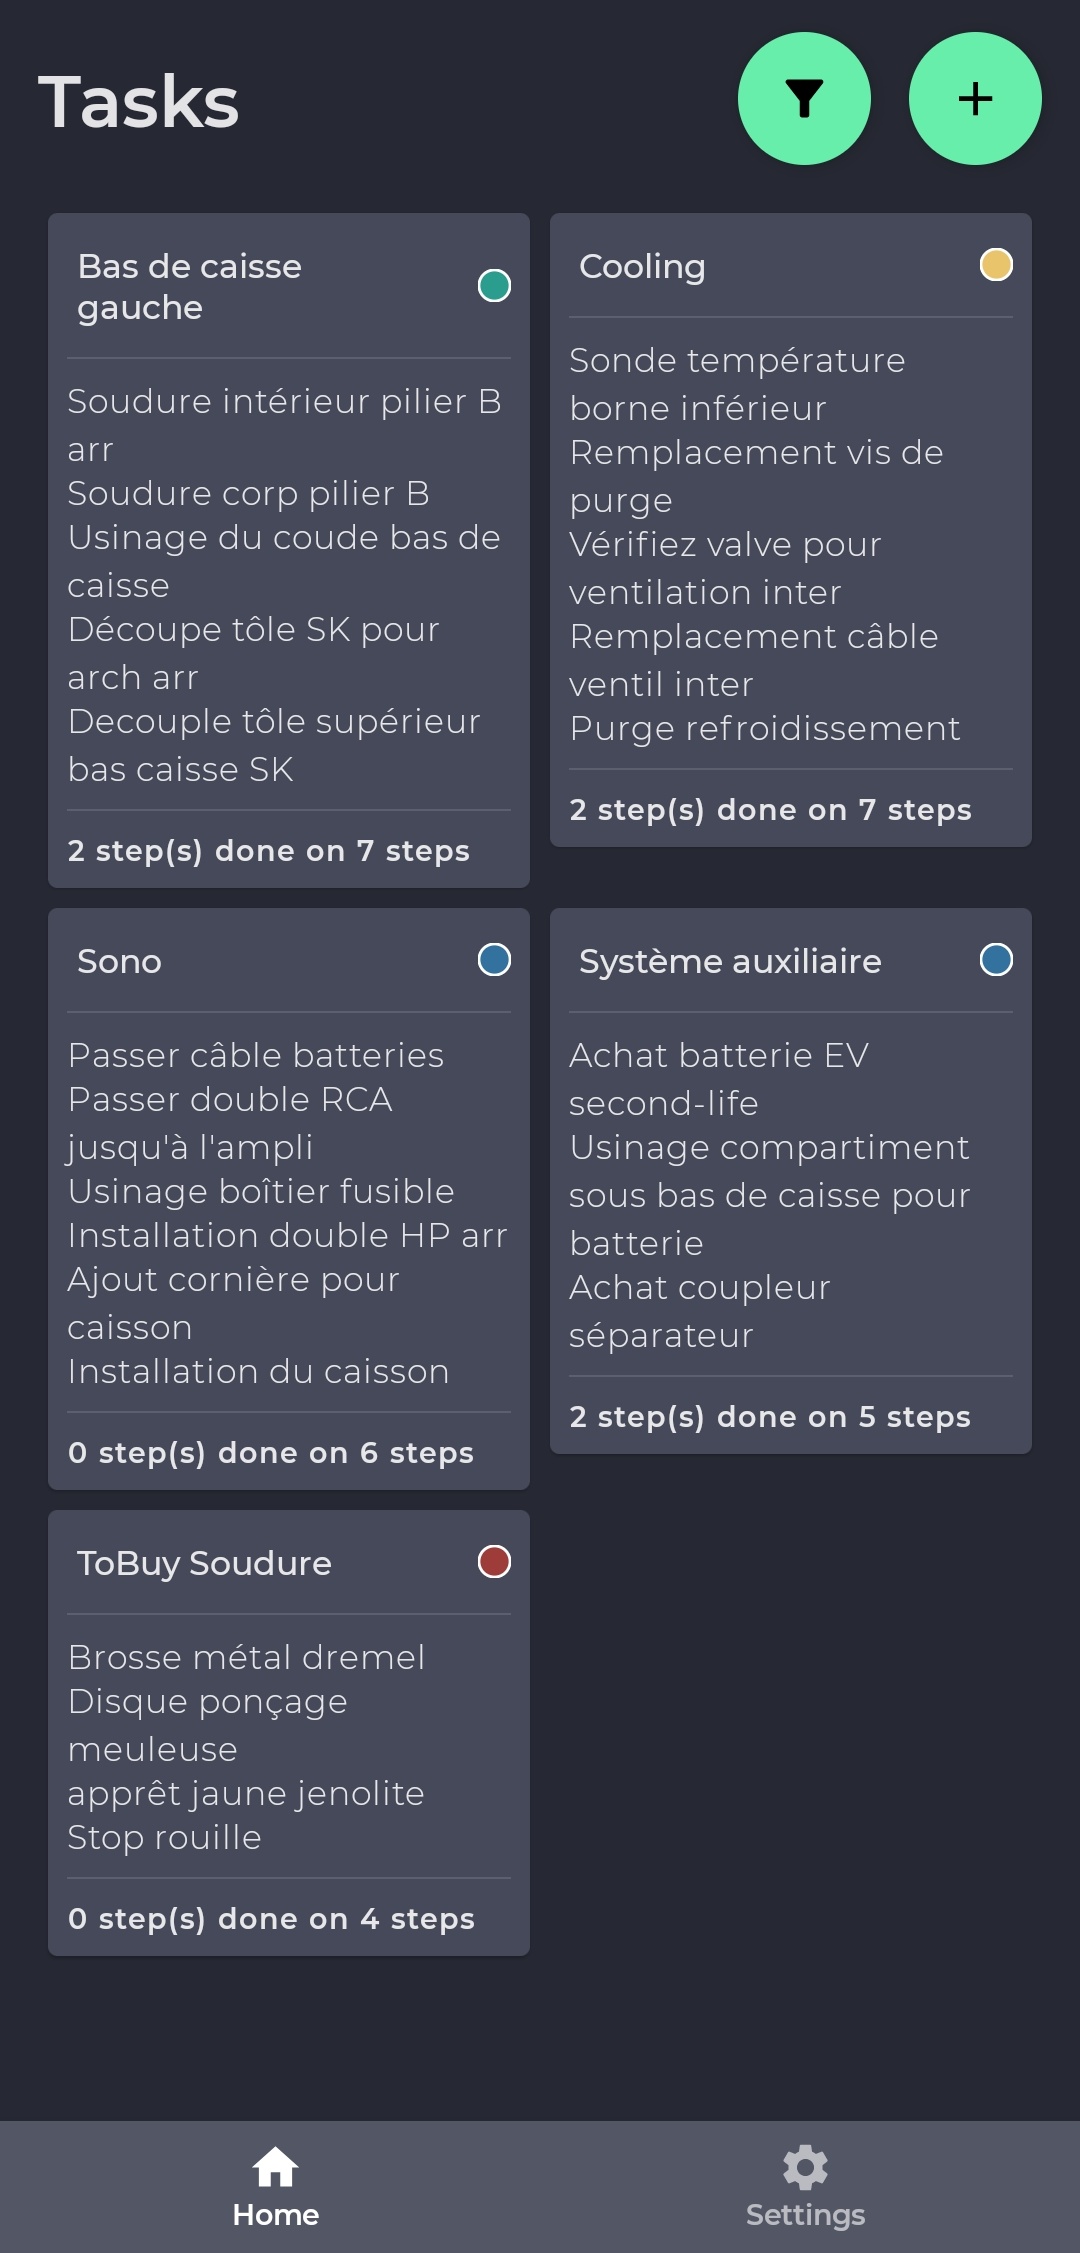 Tasks
Bas de caisse
gauche
Soudure intérieur pilier B
arr
Soudure corp pilier B
Usinage du coude bas de
caisse
Découpe tôle SK pour
arch arr
Decouple tôle supérieur
bas caisse SK
2 step(s) done on 7 steps
Cooling
Sonde température
borne inférieur
Remplacement vis de
purge
Vérifiez valve pour
ventilation inter
Remplacement câble
ventil inter
Purge refroidissement
2 step(s) done on 7 steps
Sono
Passer câble batteries
Passer double RCA
jusqu'à l'ampli
Usinage boîtier fusible
Installation double HP arr
Ajout cornière pour
caisson
Installation du caisson
0 step(s) done on 6 steps
Système auxiliaire
Achat batterie EV
second-life
Usinage compartiment
sous bas de caisse pour
batterie
Achat coupleur
séparateur
2 step(s) done on 5 steps
ToBuy Soudure
Brosse métal dremel
Disque ponçage
meuleuse
apprêt jaune jenolite
Stop rouille
0 step(s) done on 4 steps
Home
Settings